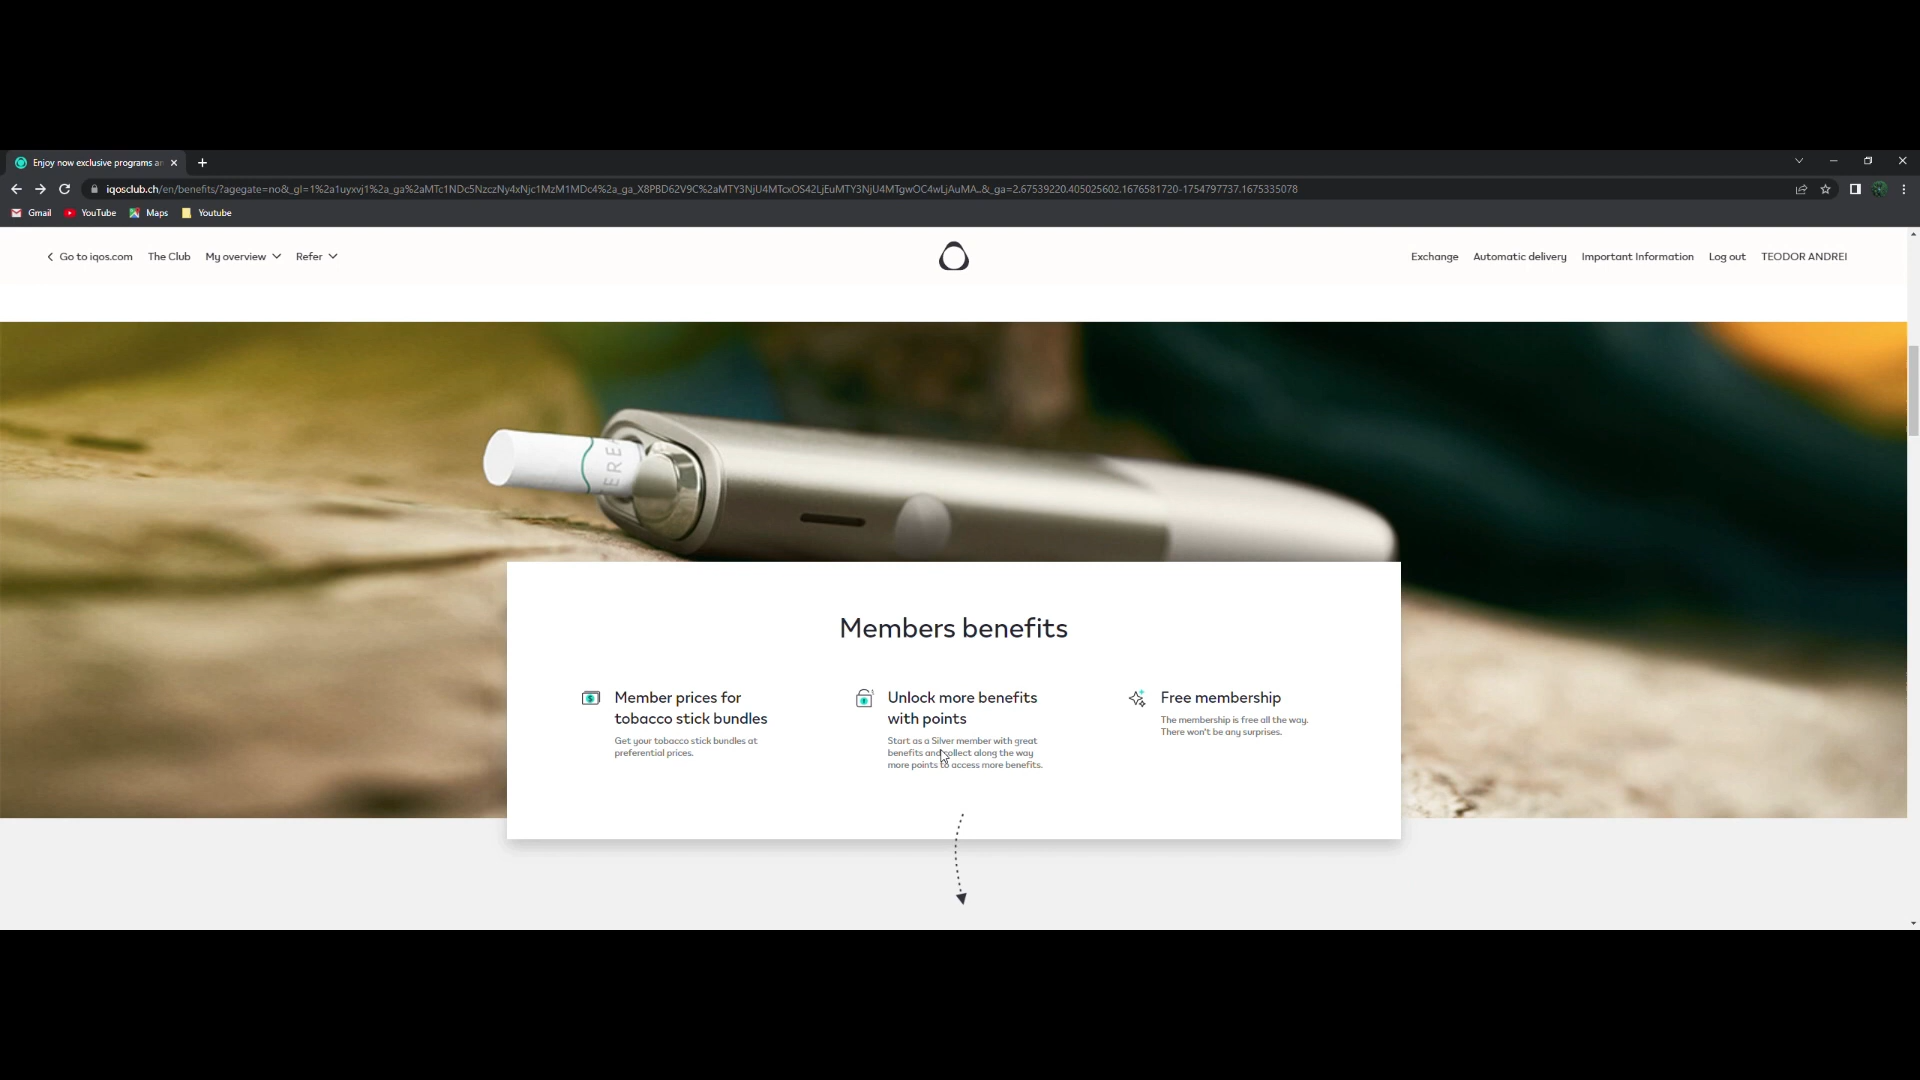 Enjoy now exclusive programs an
iqosclub.ch/en/benefits/?agegate=no&_gl=1%2a1uyxvj1%2a_ga%2aMTc1NDc5NzczNy4xNjc1MzM1MDc4%2a_ga_X8PBD62V9C%2aMTY3NjU4MTcxOS42LjEuMTY3NjU4MTgwOC4wLjAuMA..&_ga=2.67539220.405025602.1676581720-1754797737.1675335078
Gmail YouTube Maps Youtube
Go to iqos.com The Club My overview Refer Exchange Automatic delivery Important Information Log out TEODOR ANDREI
Members benefits
Member prices for
tobacco stick bundles
Get your tobacco stick bundles at
preferential prices.
Unlock more benefits
with points
Start as a Silver member with great
benefits and collect along the way
more points to access more benefits.
Free membership
The membership is free all the way.
There won't be any surprises.